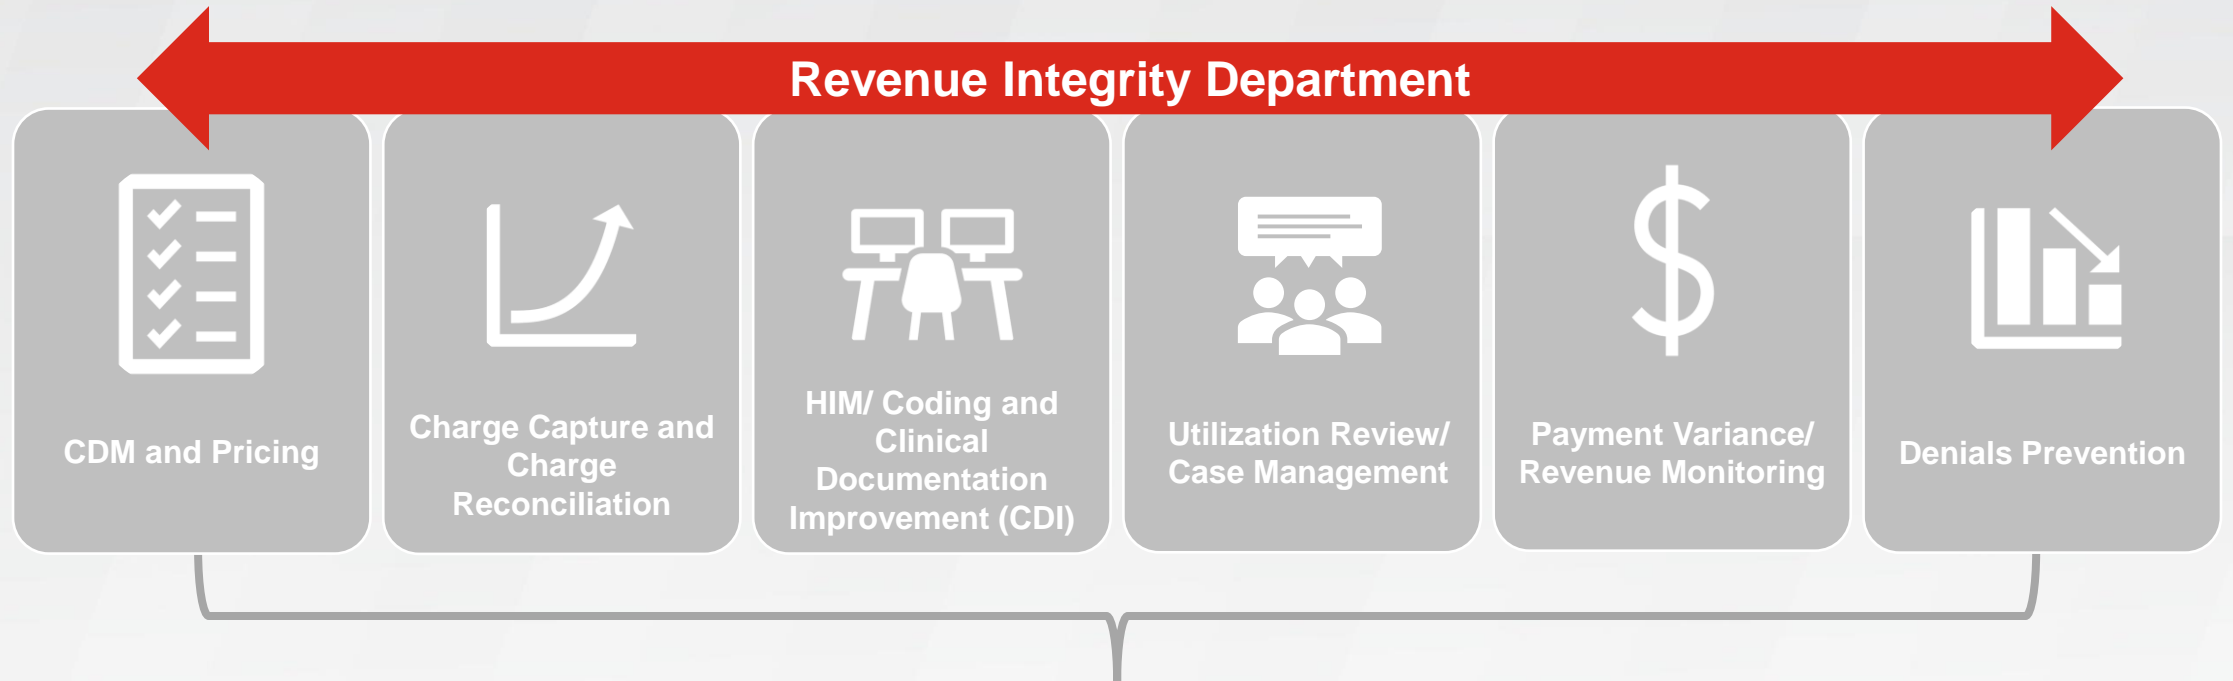 Revenue Integrity Department
CDM and Pricing
Charge Capture and
Charge
Reconciliation
HIM/ Coding and
Clinical
Documentation
Improvement (CDI)
Utilization Review/
Case Management
Payment Variance/
Revenue Monitoring
Denials Prevention